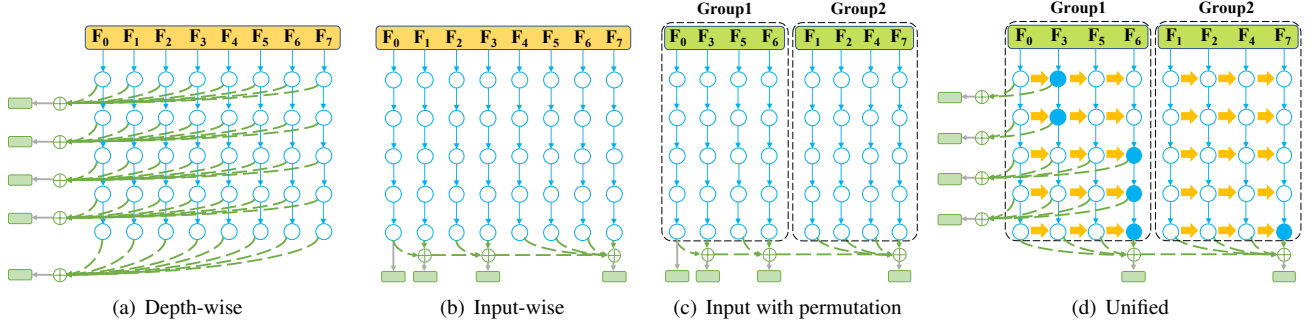 Group1 Group2 Group1 Group2
F0 F1 F2 F3 F4 F5 F6 F7
F0 F1 F2 F3 F4 F5 F6 F7
F0 F3 F5 F6 F1 F2 F4 F7
F0 F3 F5 F6 F1 F2 F4 F7
(a) Depth-wise
(b) Input-wise
(c) Input with permutation
(d) Unified